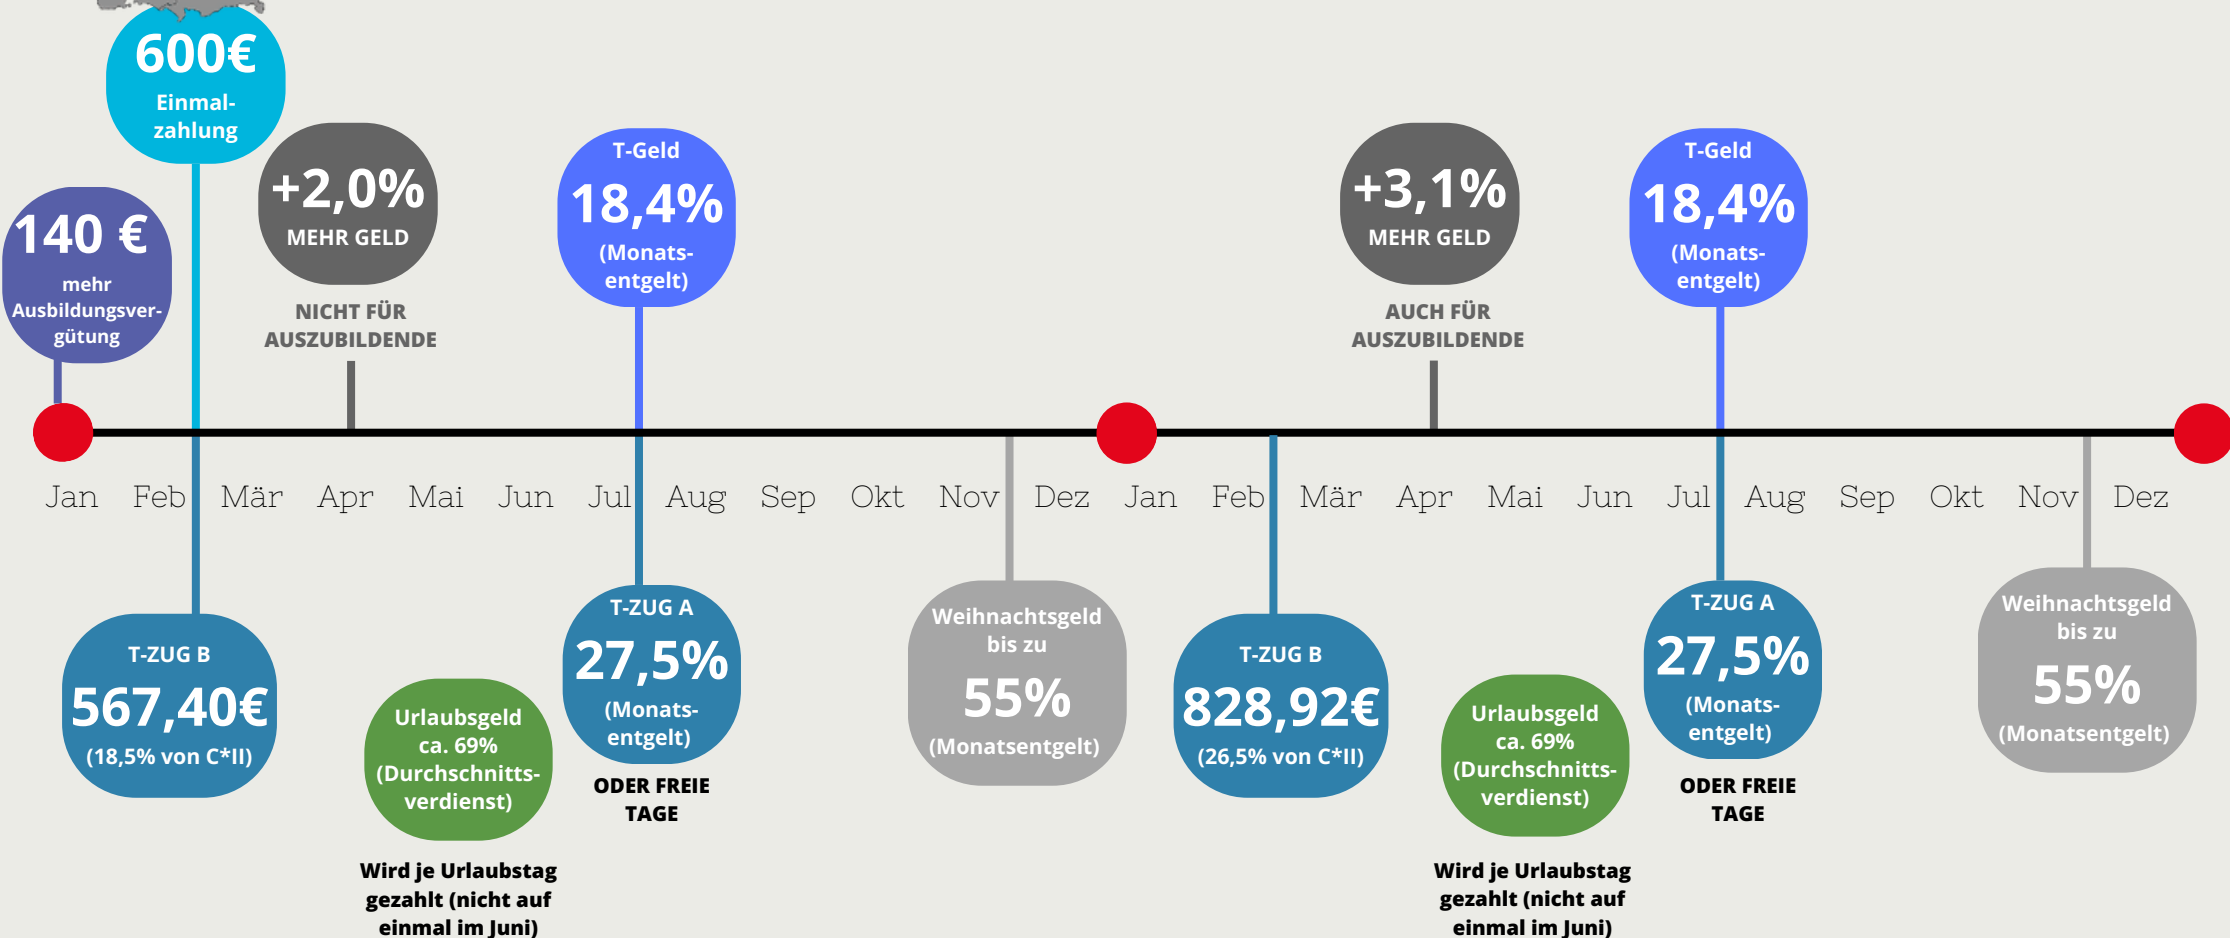 600€
Einmal-
zahlung
140 €
mehr
Ausbildungsver-
gütung
+2,0%
MEHR GELD
NICHT FÜR
AUSZUBILDENDE
T-Geld
18,4%
(Monats-
entgelt)
+3,1%
MEHR GELD
AUCH FÜR
AUSZUBILDENDE
T-Geld
18,4%
(Monats-
entgelt)
Jan Feb Mär Apr Mai Jun Jul Aug Sep Okt Nov Dez Jan Feb Mär Apr Mai Jun Jul Aug Sep Okt Nov Dez
T-ZUG B
567,40€
(18,5% von C*II)
Urlaubsgeld
ca. 69%
(Durchschnitts-
verdienst)
Wird je Urlaubstag
gezahlt (nicht auf
einmal im Juni)
T-ZUG A
27,5%
(Monats-
entgelt)
ODER FREIE
TAGE
Weihnachtsgeld
bis zu
55%
(Monatsentgelt)
T-ZUG B
828,92€
(26,5% von C*II)
Urlaubsgeld
ca. 69%
(Durchschnitts-
verdienst)
Wird je Urlaubstag
gezahlt (nicht auf
einmal im Juni)
T-ZUG A
27,5%
(Monats-
entgelt)
ODER FREIE
TAGE
Weihnachtsgeld
bis zu
55%
(Monatsentgelt)